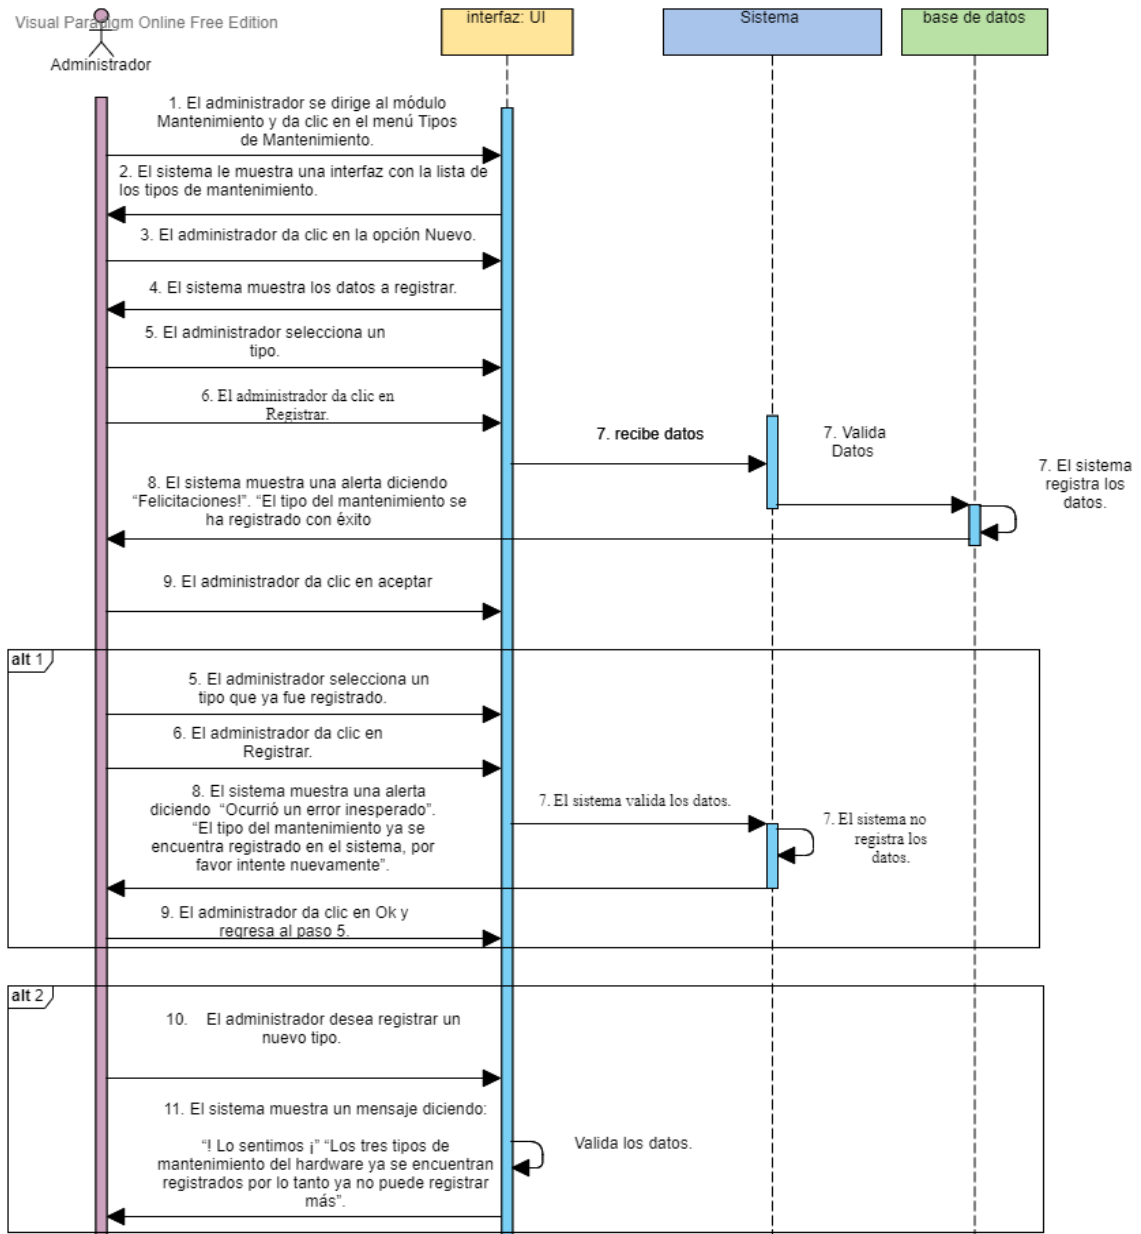 Visual Paradigm Online Free Edition
interfaz: UI
Sistema
base de datos
Administrador
1. El administrador se dirige al módulo
Mantenimiento y da clic en el menú Tipos
de Mantenimiento.
2. El sistema le muestra una interfaz con la lista de
los tipos de mantenimiento.
3. El administrador da clic en la opción Nuevo.
4. El sistema muestra los datos a registrar.
5. El administrador selecciona un
tipo.
6. El administrador da clic en
Registrar.
7. recibe datos
7. Valida
Datos
7. El sistema
registra los
datos.
8. El sistema muestra una alerta diciendo
“Felicitaciones!”. “El tipo del mantenimiento se
ha registrado con éxito
9. El administrador da clic en aceptar
alt 1
5. El administrador selecciona un
tipo que ya fue registrado.
6. El administrador da clic en
Registrar.
7. El sistema valida los datos.
7. El sistema no
registra los
datos.
8. El sistema muestra una alerta
diciendo “Ocurrió un error inesperado”.
“El tipo del mantenimiento ya se
encuentra registrado en el sistema, por
favor intente nuevamente”.
9. El administrador da clic en Ok y
regresa al paso 5.
alt 2
10. El administrador desea registrar un
nuevo tipo.
11. El sistema muestra un mensaje diciendo:
Valida los datos.
“! Lo sentimos ¡” “Los tres tipos de
mantenimiento del hardware ya se encuentran
registrados por lo tanto ya no puede registrar
más”.